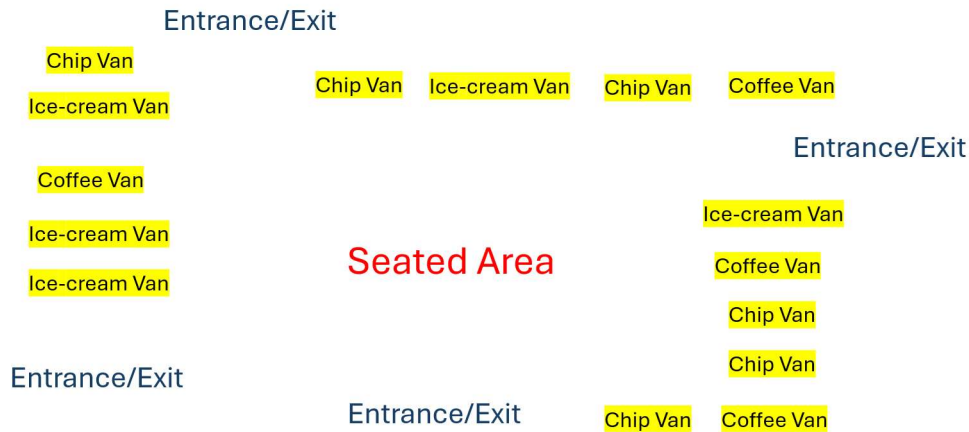 Entrance/Exit
Chip Van
Chip Van Ice-cream Van Chip Van Coffee Van
Ice-cream Van
Entrance/Exit
Coffee Van
Ice-cream Van
Ice-cream Van
Seated Area
Coffee Van
Ice-cream Van
Chip Van
Chip Van
Entrance/Exit
Entrance/Exit
Chip Van Coffee Van